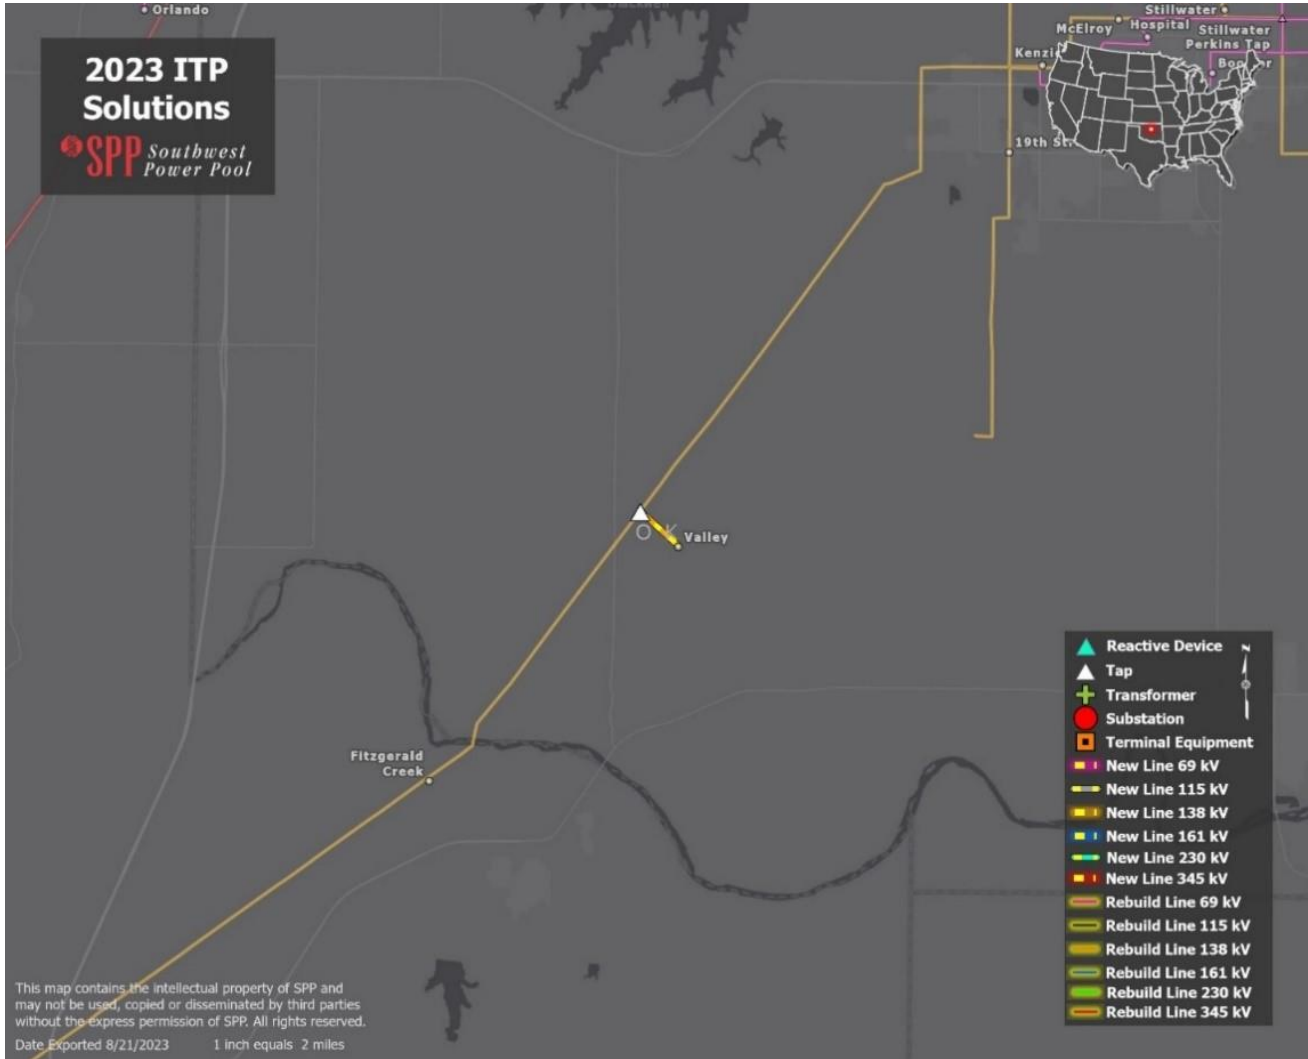 Orlando
2023 ITP
Solutions
SPP Southwest
Power Pool
Stillwater
McElroy
Hospital
Stillwater
Perkins Tap
19th St.
O K
Valley
Fitzgerald
Creek
Reactive Device
N
Tap
Transformer
Substation
Terminal Equipment
New Line 69 kV
New Line 115 kV
New Line 138 kV
New Line 161 kV
New Line 230 kV
New Line 345 kV
Rebuild Line 69 kV
Rebuild Line 115 kV
Rebuild Line 138 kV
Rebuild Line 161 kV
Rebuild Line 230 kV
Rebuild Line 345 kV
This map contains the intellectual property of SPP and
may not be used, copied or disseminated by third parties
without the express permission of SPP. All rights reserved.
Date Exported 8/21/2023 1 inch equals 2 miles